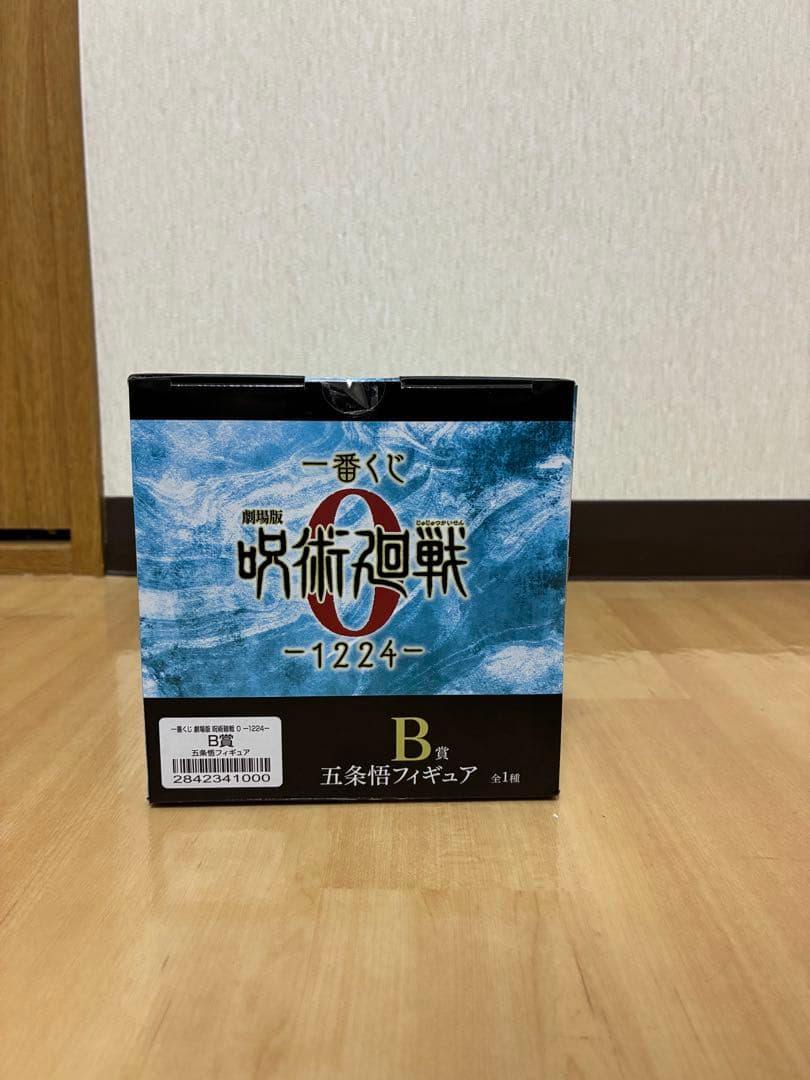 一番くじ
劇場版
じゅじゅつかいせん
呪術廻戦
0
-1224-
一番くじ 劇場版 呪術廻戦 0 -1224-
B賞
五条悟フィギュア
2842341000
B賞
五条悟フィギュア 全1種